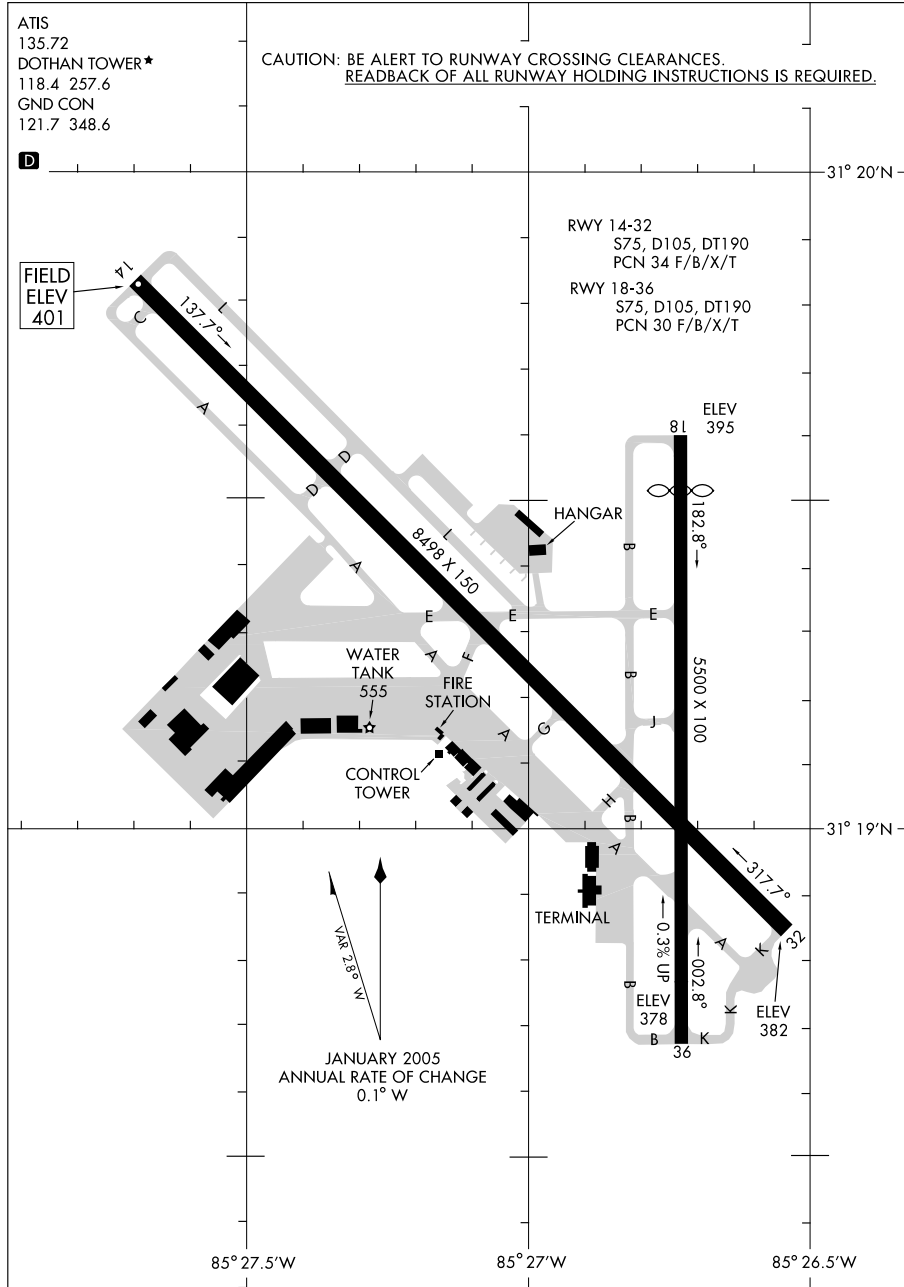 ATIS
135.72
DOTHAN TOWER★
118.4 257.6
GND CON
121.7 348.6
D
CAUTION: BE ALERT TO RUNWAY CROSSING CLEARANCES.
READBACK OF ALL RUNWAY HOLDING INSTRUCTIONS IS REQUIRED.
31° 20'N
RWY 14-32
S75, D105, DT190
PCN 34 F/B/X/T
RWY 18-36
S75, D105, DT190
PCN 30 F/B/X/T
FIELD
ELEV
401
14
137.7°
L
C
A
D
D
A
L
8498 X 150
HANGAR
ELEV
395
18
182.8°
B
E
E
E
A
F
B
5500 X 100
WATER
TANK
555
FIRE
STATION
A
G
J
CONTROL
TOWER
H
B
A
31° 19'N
317.7°
TERMINAL
0.3% UP
002.8°
A
K
32
B
K
ELEV
378
ELEV
382
B
K
36
VAR 2.8° W
JANUARY 2005
ANNUAL RATE OF CHANGE
0.1° W
85° 27.5'W
85° 27'W
85° 26.5'W